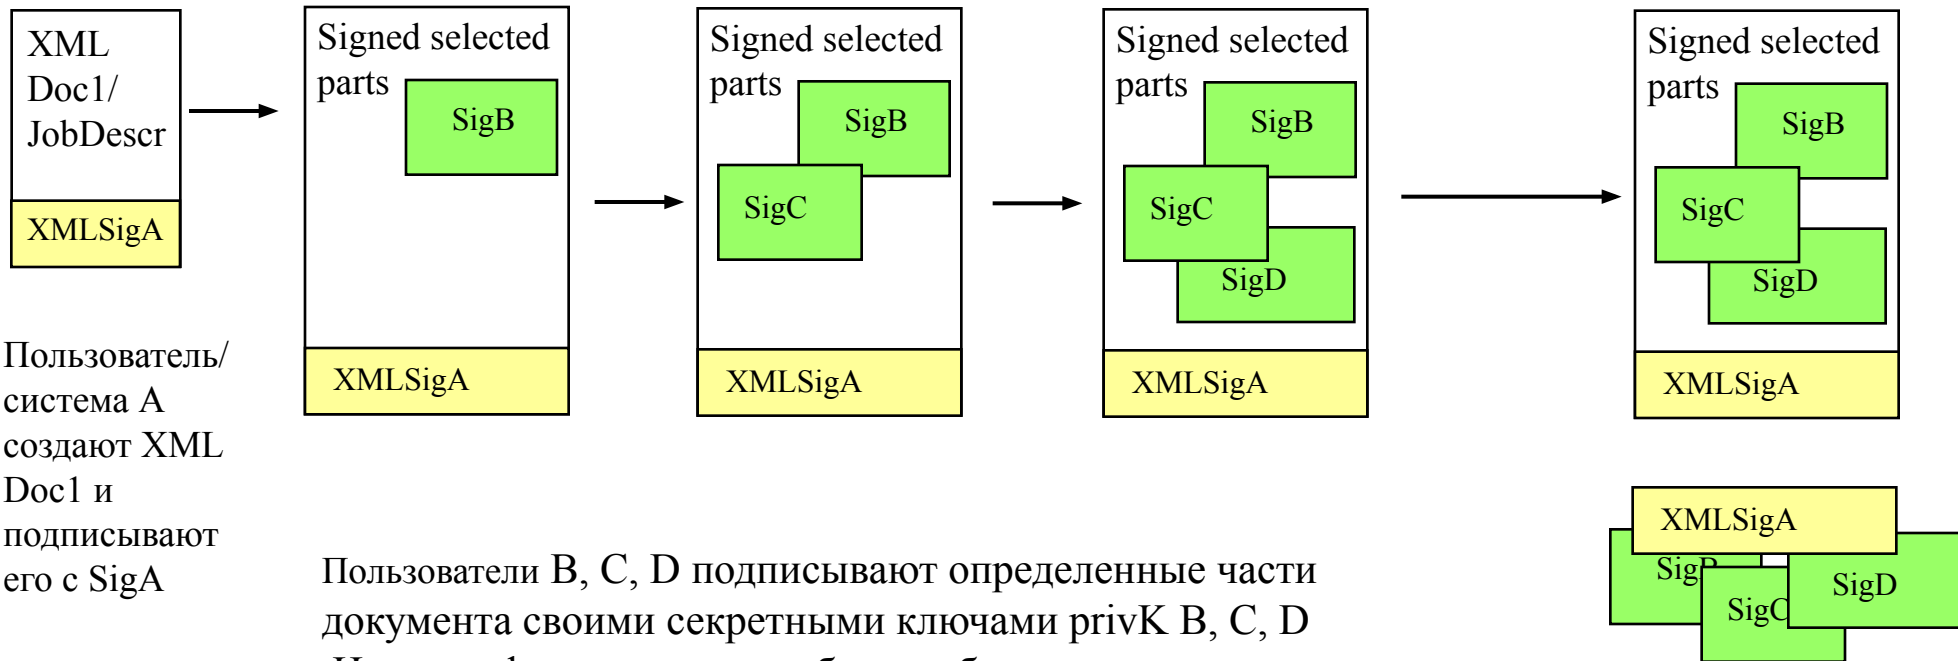 XML
Doc1/
JobDescr
XMLSigA
Signed selected
parts
SigB
XMLSigA
Signed selected
parts
SigB
SigC
XMLSigA
Signed selected
parts
SigB
SigC
SigD
XMLSigA
Signed selected
parts
SigB
SigC
SigD
XMLSigA
Пользователь/
система А
создают XML
Doc1 и
подписывают
его с SigA
XMLSigA
SigC
SigD
Пользователи B, C, D подписывают определенные части
документа своими секретными ключами privK B, C, D